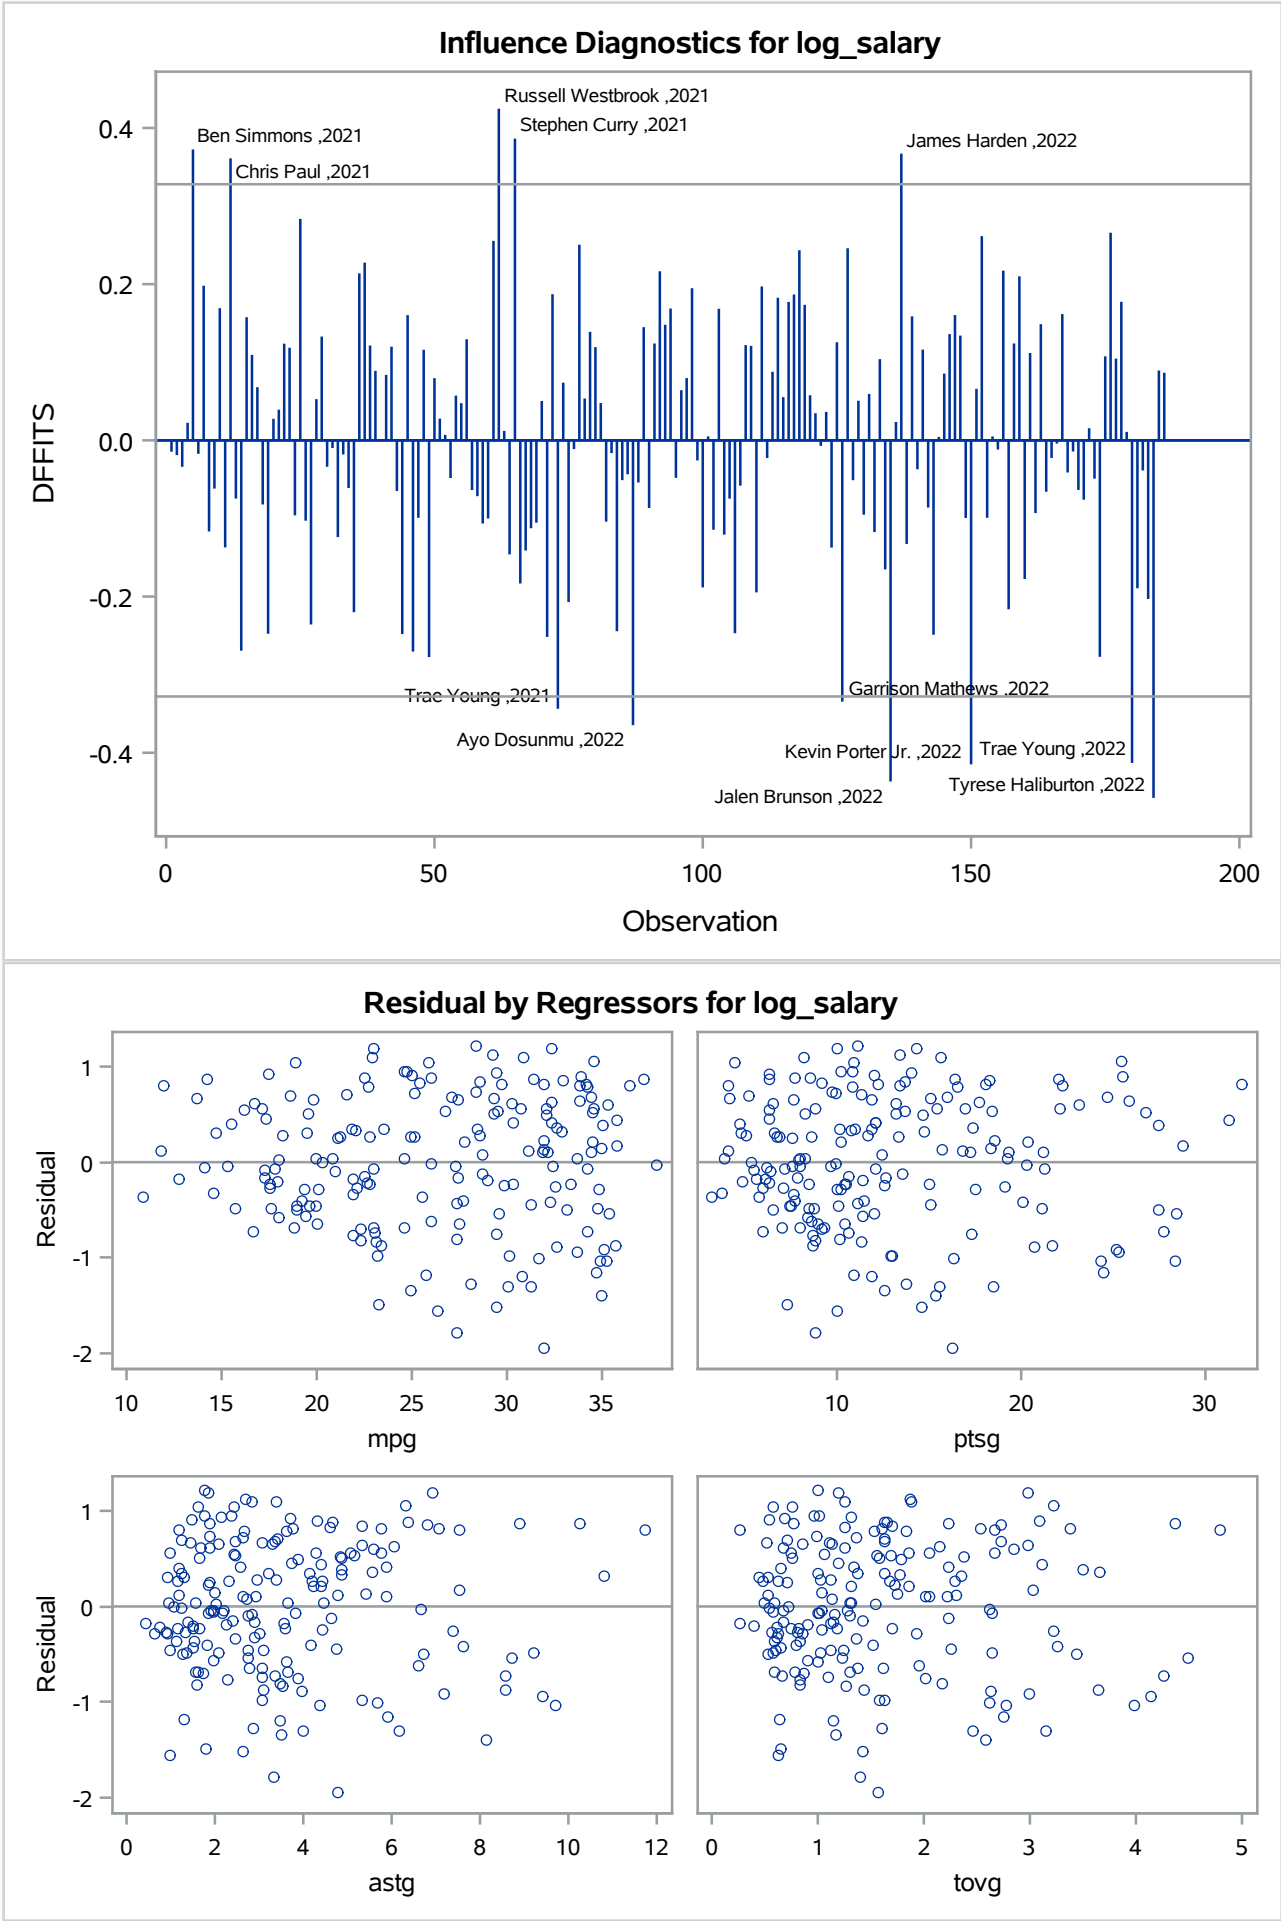 Influence Diagnostics for log_salary
Russell Westbrook ,2021
Stephen Curry ,2021
Ben Simmons ,2021
James Harden ,2022
Chris Paul ,2021
0.4
0.2
0.0
-0.2
-0.4
DFFITS
Garrison Mathews ,2022
Trae Young ,2021
Ayo Dosunmu ,2022
Kevin Porter Jr. ,2022
Trae Young ,2022
Tyrese Haliburton ,2022
Jalen Brunson ,2022
0 50 100 150 200
Observation
Residual by Regressors for log_salary
1
0
-1
-2
Residual
10 15 20 25 30 35
mpg
10 20 30
ptsg
1
0
-1
-2
Residual
0 2 4 6 8 10 12
astg
0 1 2 3 4 5
tovg